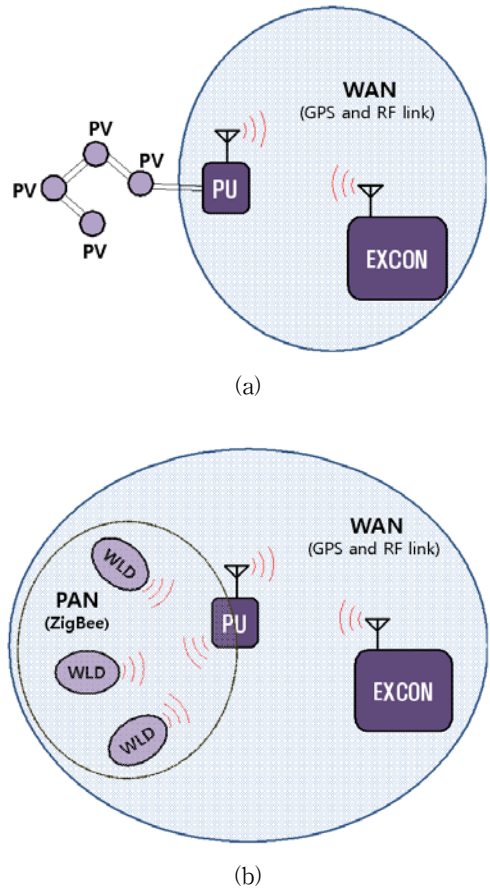 WAN
(GPS and RF link)
PV
PV
PV
PV
PU
EXCON
(a)
WAN
(GPS and RF link)
WLD
PAN
(ZigBee)
PU
WLD
EXCON
WLD
(b)